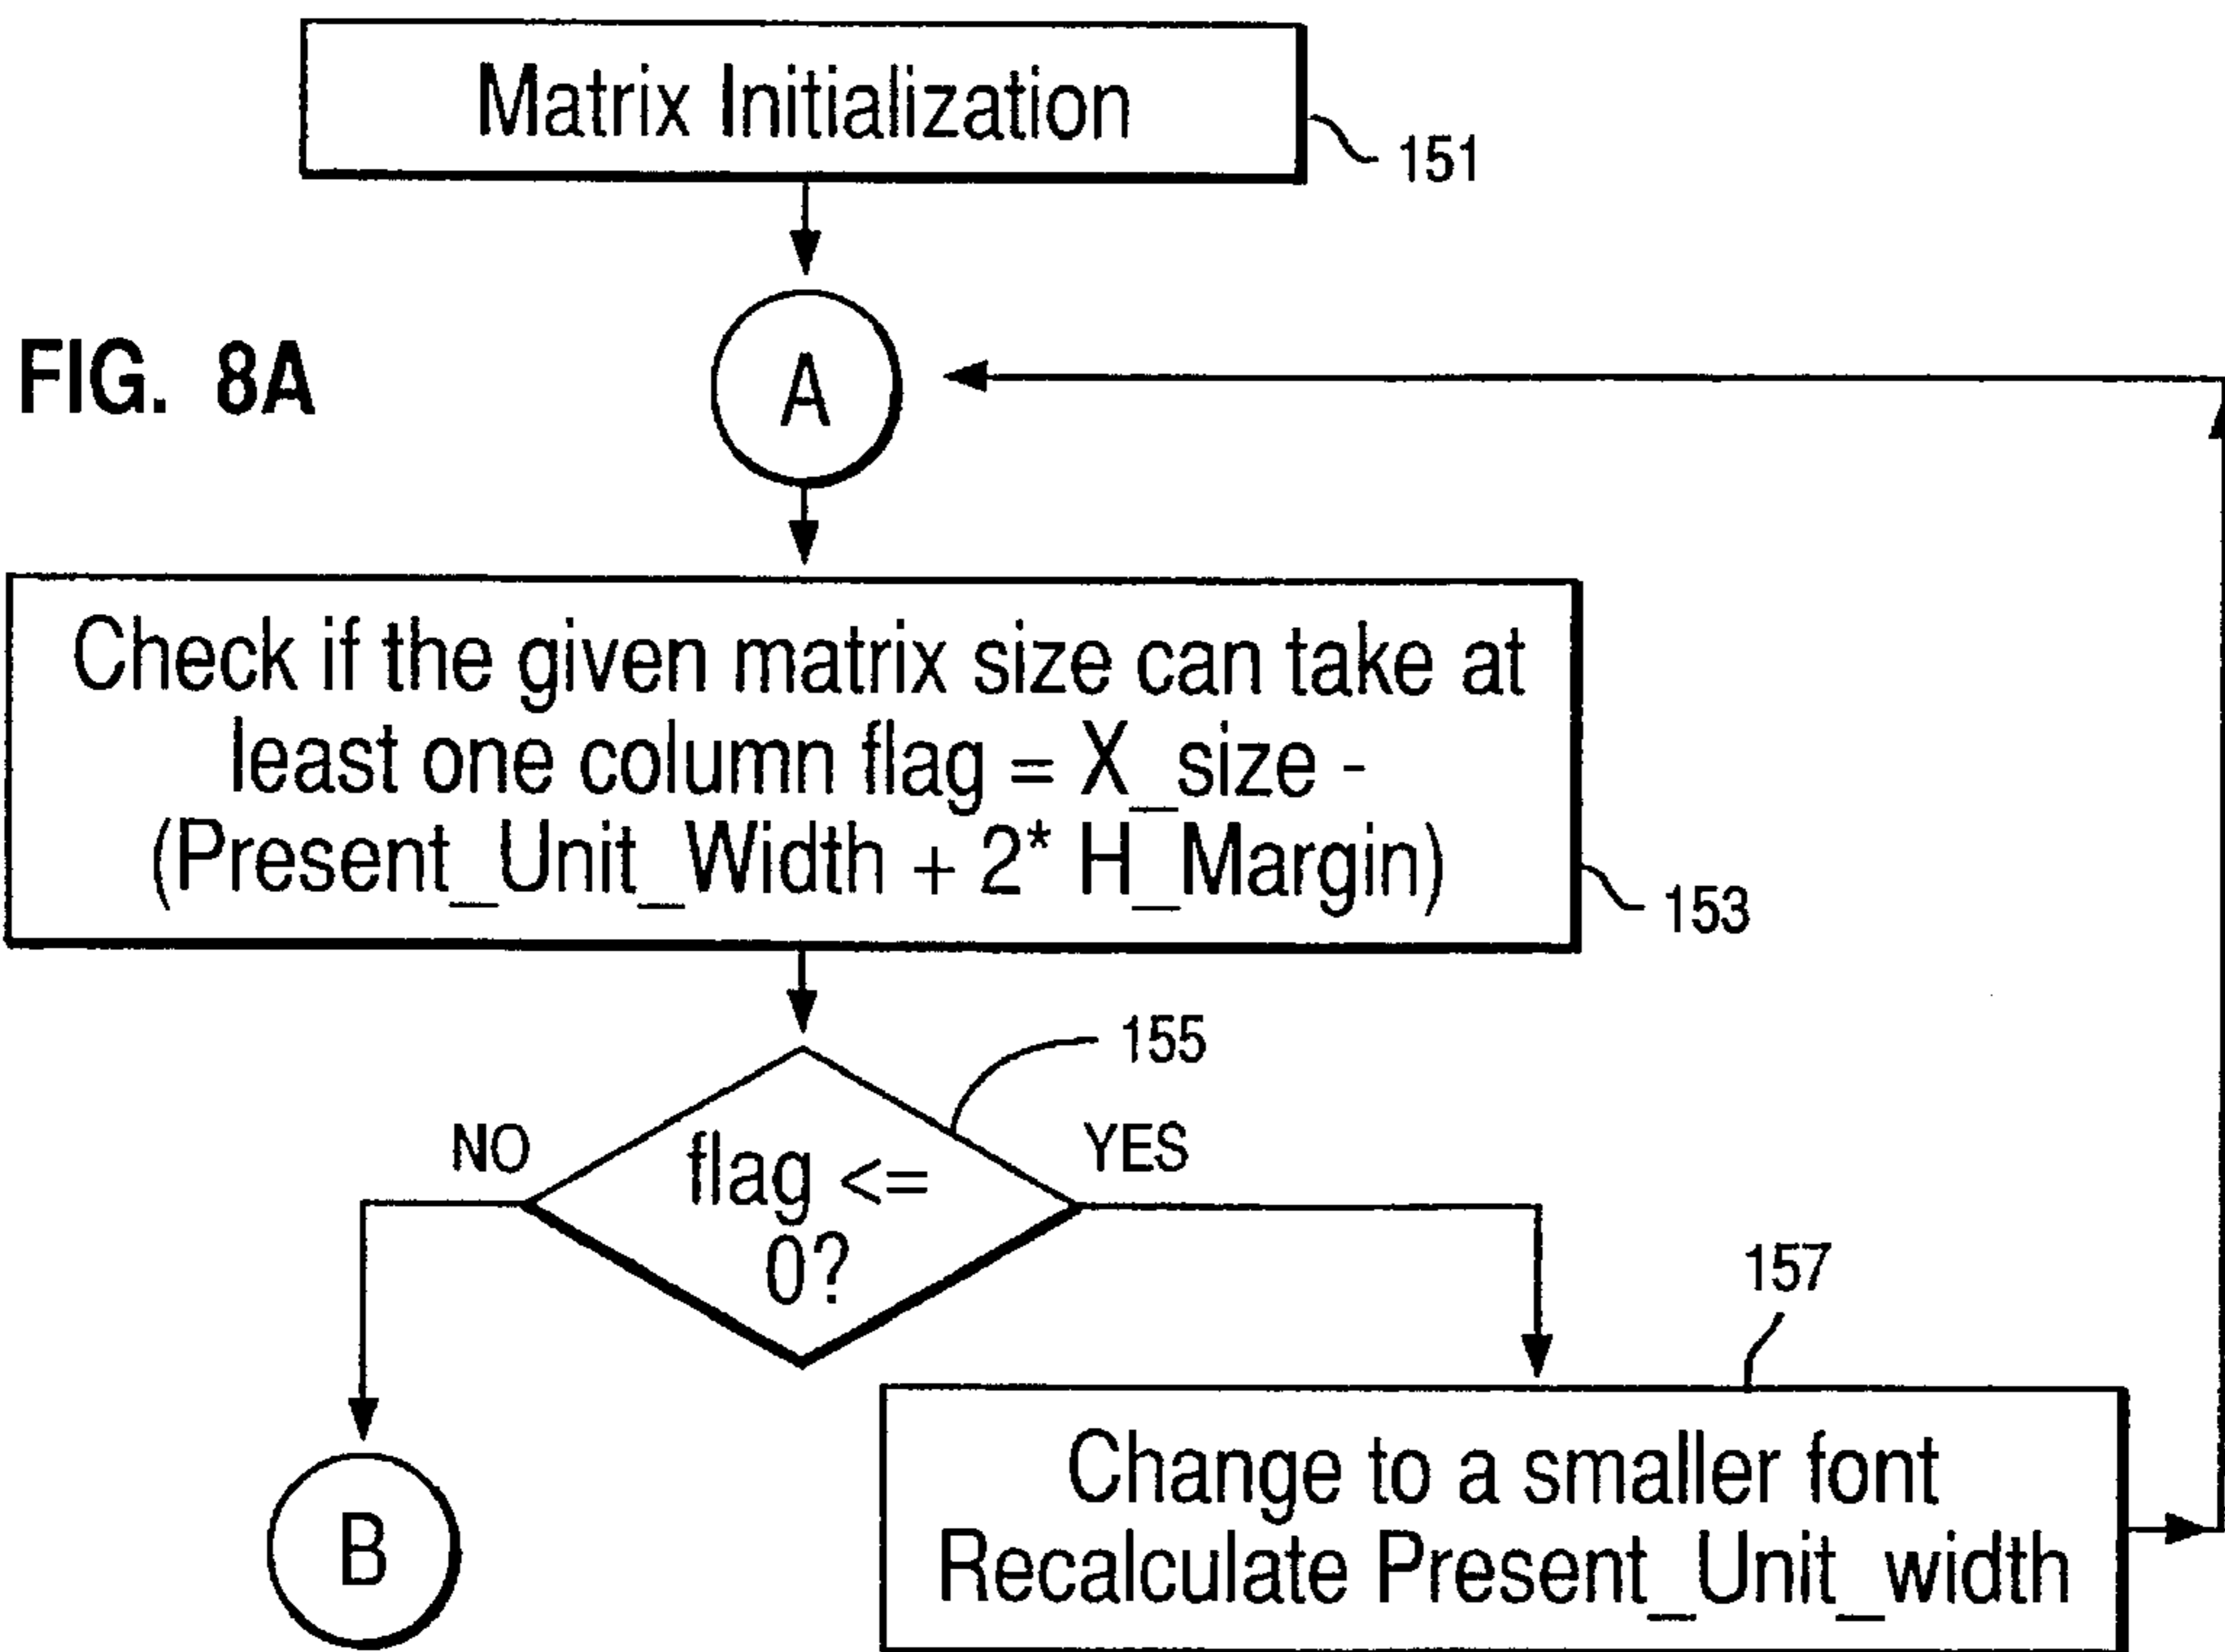 Matrix Initialization
151
FIG. 8A
A
Check if the given matrix size can take at
least one column flag = X_size -
(Present_Unit_Width + 2* H_Margin)
153
155
NO
YES
flag <=
0?
157
B
Change to a smaller font
Recalculate Present_Unit_width